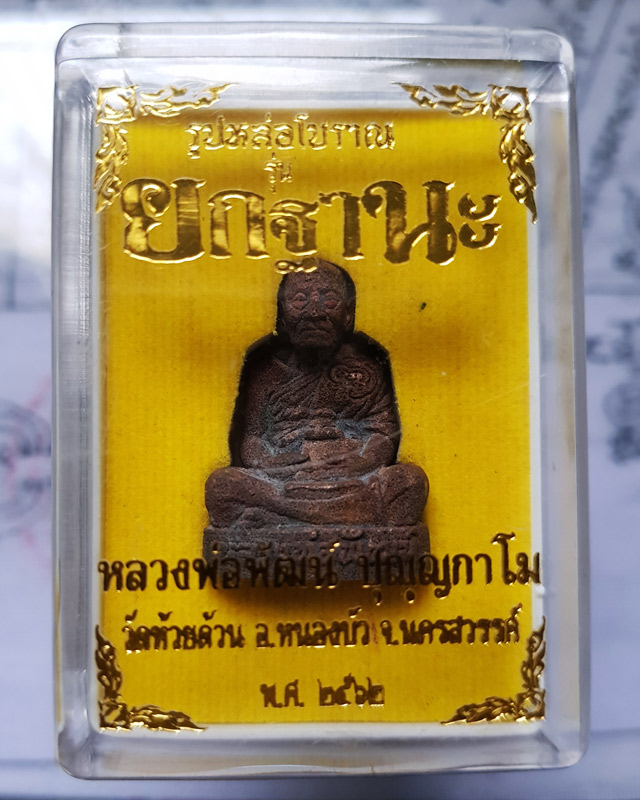 รูปหล่อโบราณ
รุ่น
ยกฐานะ
หลวงพ่อพัฒน์ ปุญฺญกาโม
วัดห้วยด้วน อ.หนองบัว จ.นครสวรรค์
พ.ศ. ๒๕๖๒